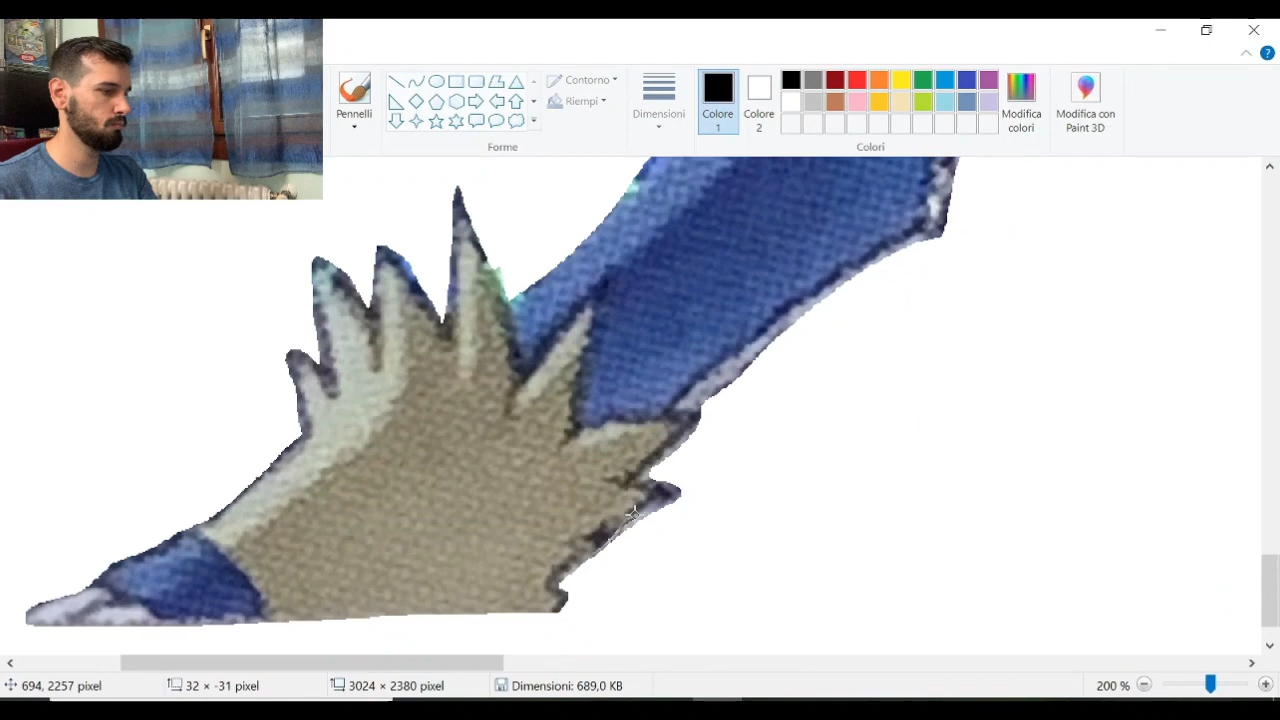 Contorno
Riempi
Pennelli
Forme
Dimensioni
Colore
1
Colore
2
Modifica
colori
Colori
Modifica con
Paint 3D
694, 2257 pixel
32 × -31 pixel
3024 × 2380 pixel
Dimensioni: 689,0 KB
200 %